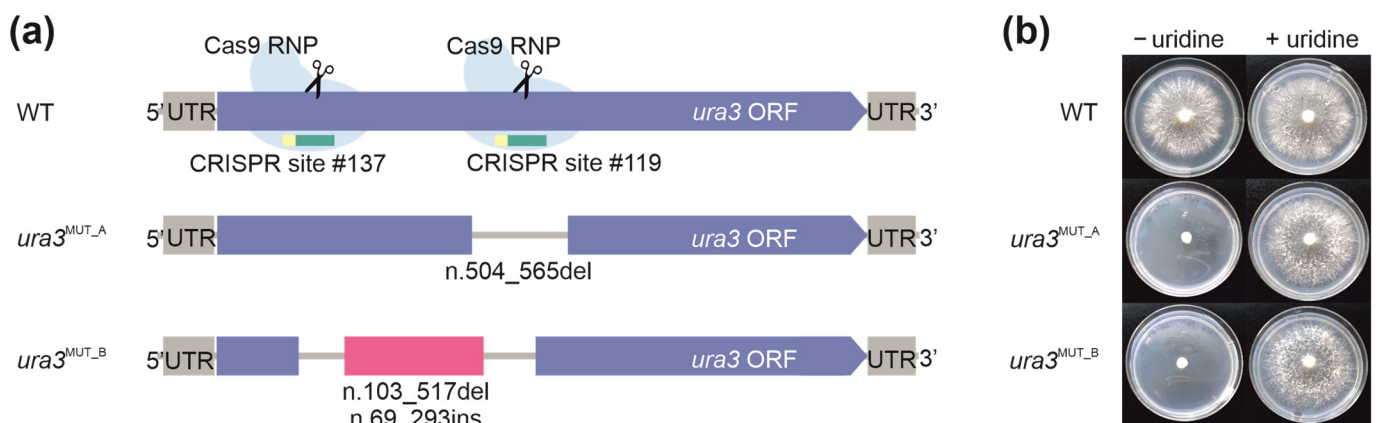 (a)
Cas9 RNP
Cas9 RNP
WT
5' UTR
ura3 ORF
UTR 3'
CRISPR site #137
CRISPR site #119
ura3MUT_A
5' UTR
ura3 ORF
UTR 3'
n.504_565del
ura3MUT_B
5' UTR
ura3 ORF
UTR 3'
n.103_517del
n.69_293ins
(b)
− uridine
+ uridine
WT
ura3MUT_A
ura3MUT_B